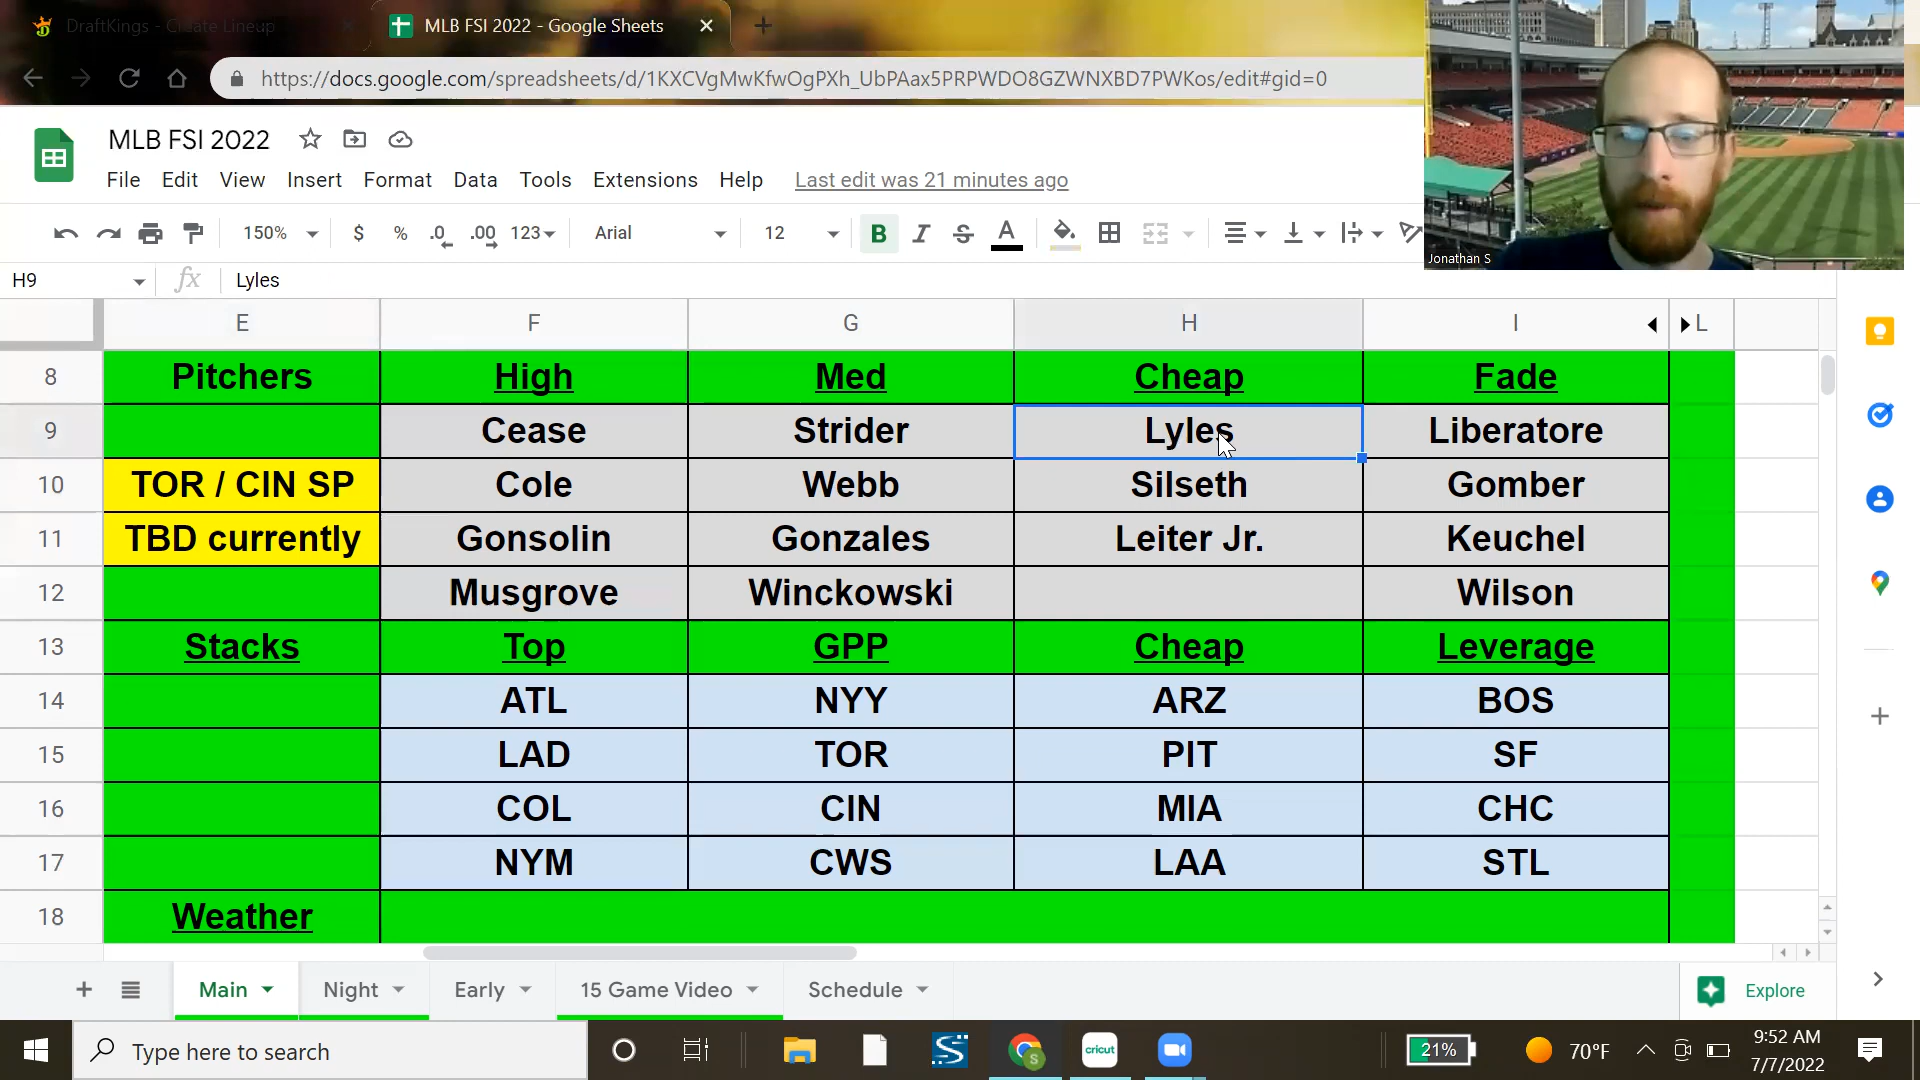 DraftKings - Create Lineup
MLB FSI 2022 - Google Sheets
https://docs.google.com/spreadsheets/d/1KXCVgMwKfwOgPXh_UbPAax5PRPWDO8GZWNXBD7PWKos/edit#gid=0
MLB FSI 2022
File Edit View Insert Format Data Tools Extensions Help Last edit was 21 minutes ago
150% $ % .0 .00 123 Arial 12 B I S A
Jonathan S
H9 fx Lyles
E F G H I L
8 Pitchers High Med Cheap Fade
9 Cease Strider Lyles Liberatore
10 TOR / CIN SP Cole Webb Silseth Gomber
11 TBD currently Gonsolin Gonzales Leiter Jr. Keuchel
12 Musgrove Winckowski Wilson
13 Stacks Top GPP Cheap Leverage
14 ATL NYY ARZ BOS
15 LAD TOR PIT SF
16 COL CIN MIA CHC
17 NYM CWS LAA STL
18 Weather
Main Night Early 15 Game Video Schedule Explore
Type here to search
cricut
21%
70°F
9:52 AM
7/7/2022